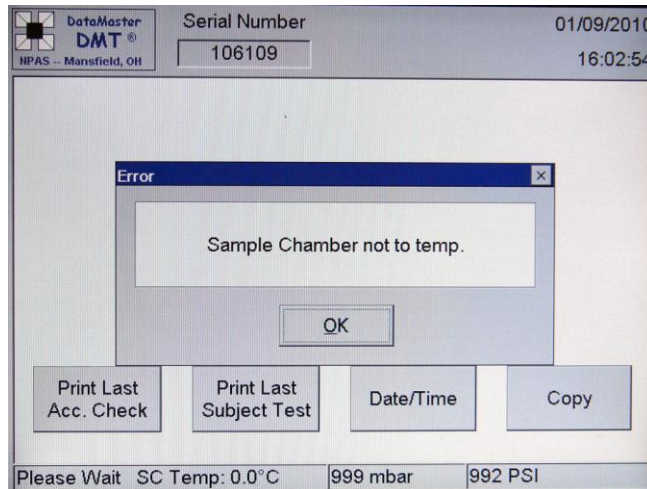 DataMaster
DMT ®
NPAS -- Mansfield, OH
Serial Number
106109
01/09/2010
16:02:54
Error
Sample Chamber not to temp.
OK
Print Last
Acc. Check
Print Last
Subject Test
Date/Time
Copy
Please Wait SC Temp: 0.0°C 999 mbar 992 PSI